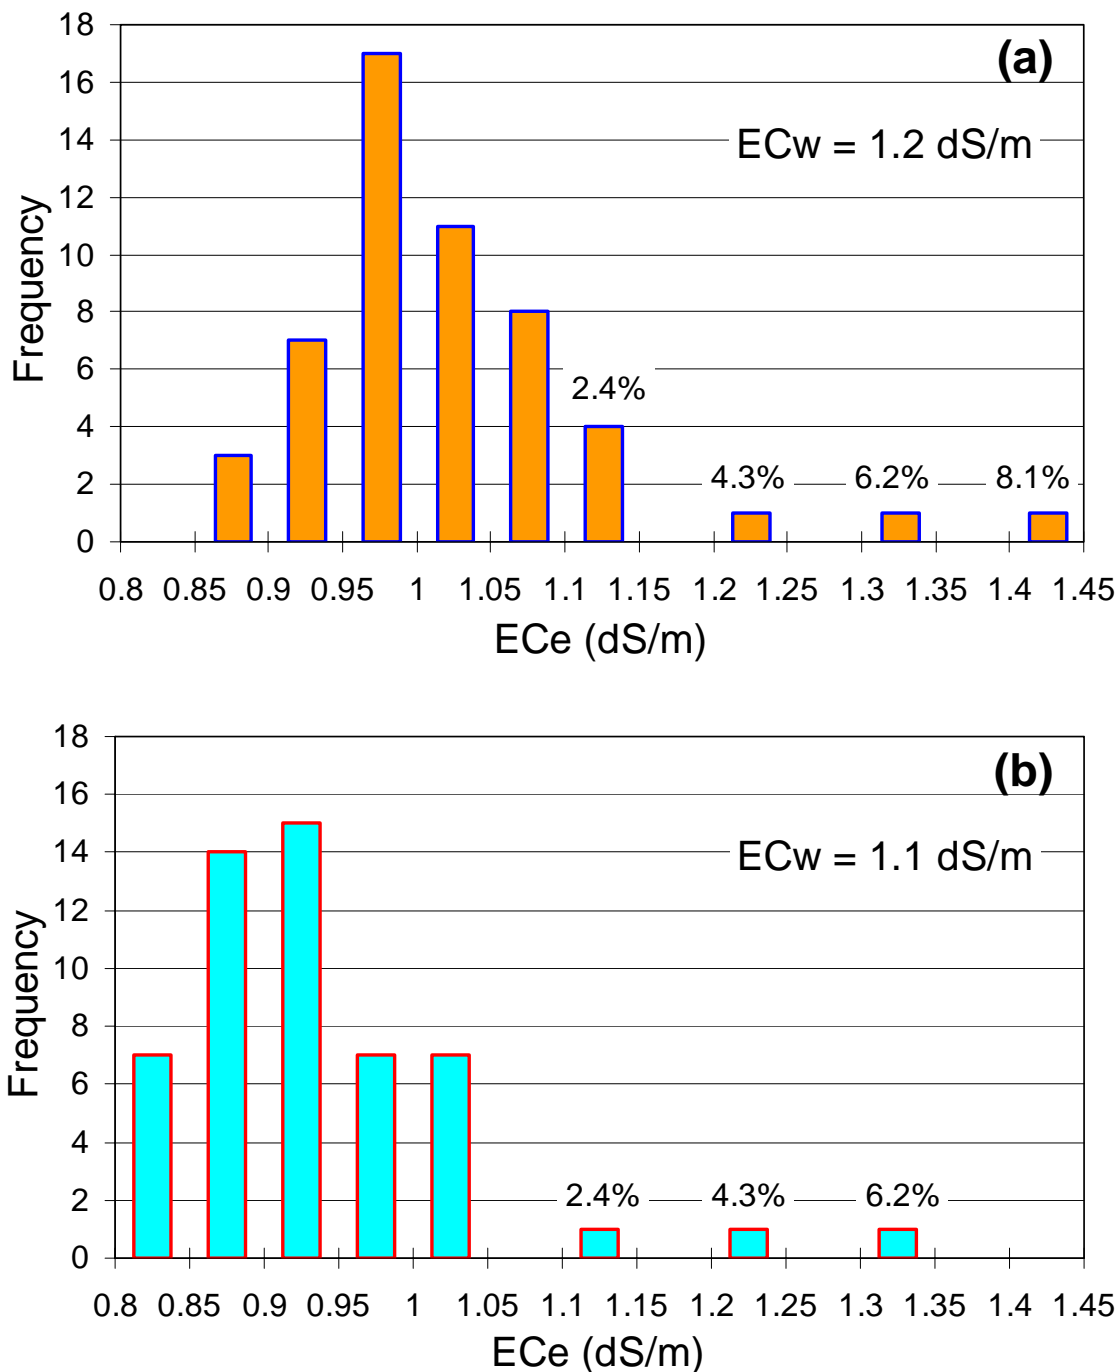 18
(a)
16
14
ECw = 1.2 dS/m
12
10
8
6
4
2
0
Frequency
2.4%
4.3% 6.2% 8.1%
0.8 0.85 0.9 0.95 1 1.05 1.1 1.15 1.2 1.25 1.3 1.35 1.4 1.45
ECe (dS/m)
18
(b)
16
14
ECw = 1.1 dS/m
12
10
8
6
4
2
0
Frequency
2.4% 4.3% 6.2%
0.8 0.85 0.9 0.95 1 1.05 1.1 1.15 1.2 1.25 1.3 1.35 1.4 1.45
ECe (dS/m)